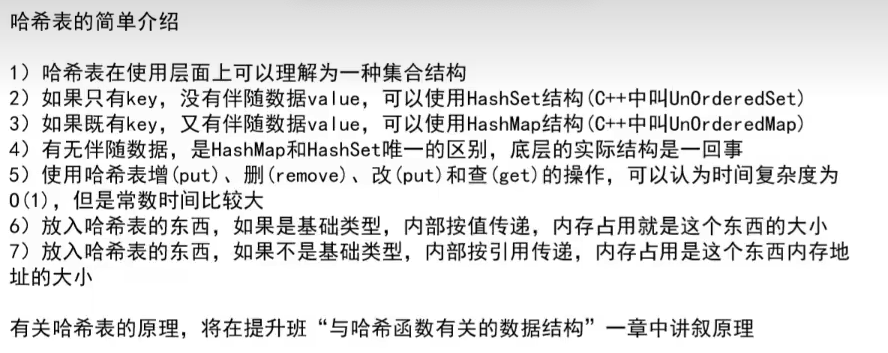 哈希表的简单介绍
1）哈希表在使用层面上可以理解为一种集合结构
2）如果只有key，没有伴随数据value，可以使用HashSet结构(C++中叫UnOrderedSet)
3）如果既有key，又有伴随数据value，可以使用HashMap结构(C++中叫UnOrderedMap)
4）有无伴随数据，是HashMap和HashSet唯一的区别，底层的实际结构是一回事
5）使用哈希表增(put)、删(remove)、改(put)和查(get)的操作，可以认为时间复杂度为
O(1)，但是常数时间比较大
6）放入哈希表的东西，如果是基础类型，内部按值传递，内存占用就是这个东西的大小
7）放入哈希表的东西，如果不是基础类型，内部按引用传递，内存占用是这个东西内存地
址的大小
有关哈希表的原理，将在提升班“与哈希函数有关的数据结构”一章中讲叙原理